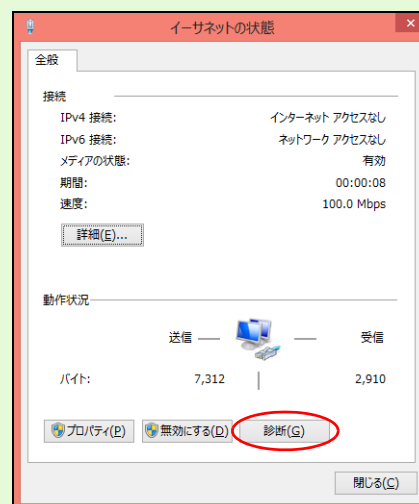 イーサネットの状態
全般
接続
IPv4 接続: インターネット アクセスなし
IPv6 接続: ネットワーク アクセスなし
メディアの状態: 有効
期間: 00:00:08
速度: 100.0 Mbps
詳細(E)...
動作状況
送信 — — 受信
バイト: 7,312 2,910
プロパティ(P) 無効にする(D) 診断(G)
閉じる(C)